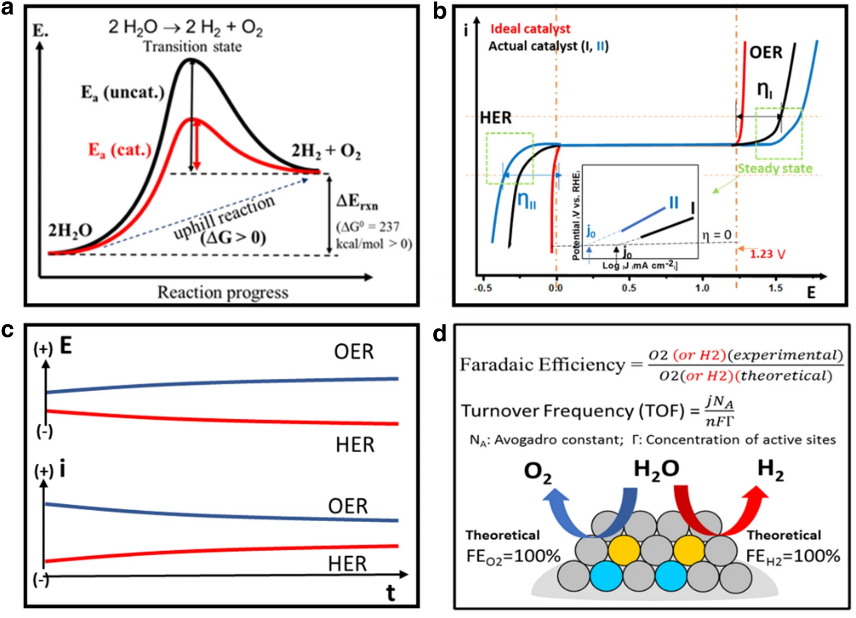 a
2 H₂O → 2 H₂ + O₂
E.
Transition state
Eₐ (uncat.)
Eₐ (cat.)
2H₂ + O₂
2H₂O
uphill reaction
(ΔG > 0)
ΔErxn
(ΔG⁰ = 237
kcal/mol > 0)
Reaction progress
b
i
Ideal catalyst
Actual catalyst (I, II)
OER
ηI
HER
ηII
Steady state
Potential /V vs. RHE
II
I
j₀
j₀
η = 0
Log |J (mA cm⁻²)|
1.23 V
-0.5
0.0
0.5
1.0
1.5
E
c
(+) E
OER
(-)
HER
(+) i
OER
HER
(-)
t
d
Faradaic Efficiency = O2 (or H2)(experimental)
O2(or H2)(theoretical)
Turnover Frequency (TOF) = jNA
nFΓ
NA: Avogadro constant; Γ: Concentration of active sites
O₂
H₂O
H₂
Theoretical
FEO2=100%
Theoretical
FEH2=100%